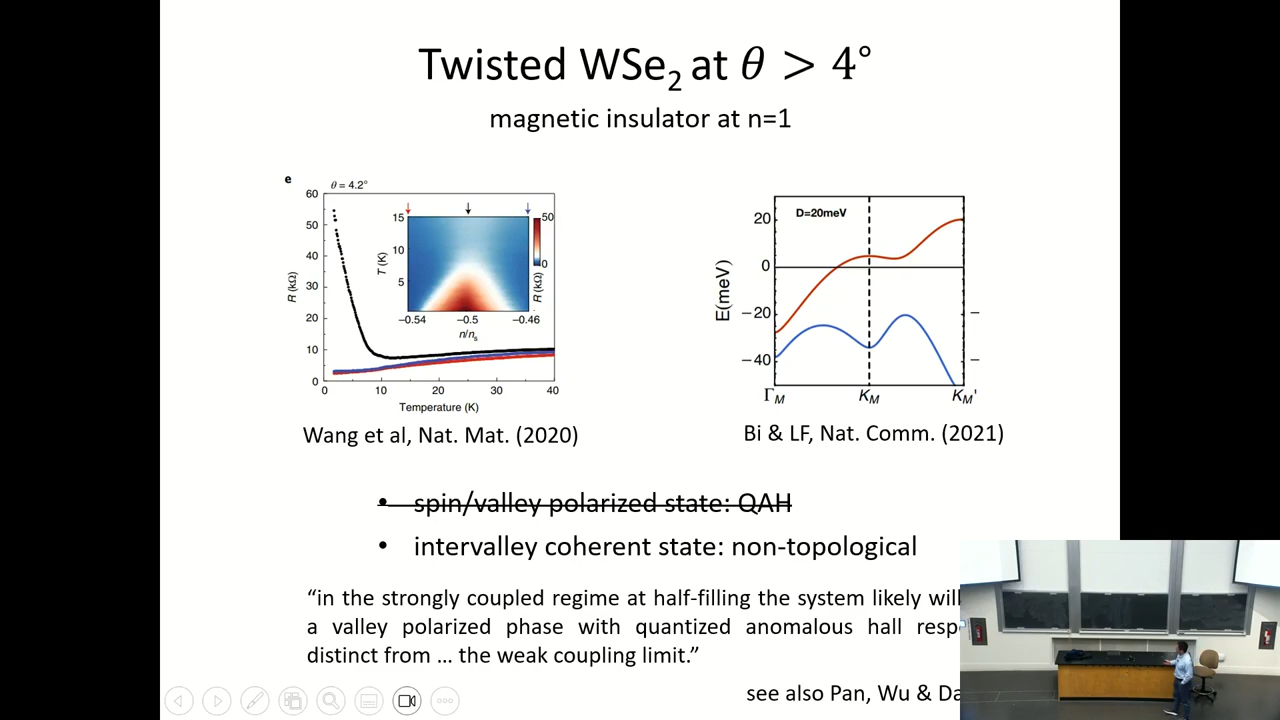 Twisted WSe₂ at θ > 4°
magnetic insulator at n=1
e
θ = 4.2°
60
50
40
30
20
10
0
R (kΩ)
0 10 20 30 40
Temperature (K)
15
10
5
T (K)
−0.54 −0.5 −0.46
n/nₛ
50
0
R (kΩ)
D=20meV
20
0
−20
−40
E(meV)
Γ_M K_M K_M'
Wang et al, Nat. Mat. (2020)
Bi & LF, Nat. Comm. (2021)
• spin/valley polarized state: QAH
• intervalley coherent state: non-topological
“in the strongly coupled regime at half-filling the system likely will
a valley polarized phase with quantized anomalous hall resp
distinct from … the weak coupling limit.”
see also Pan, Wu & Da